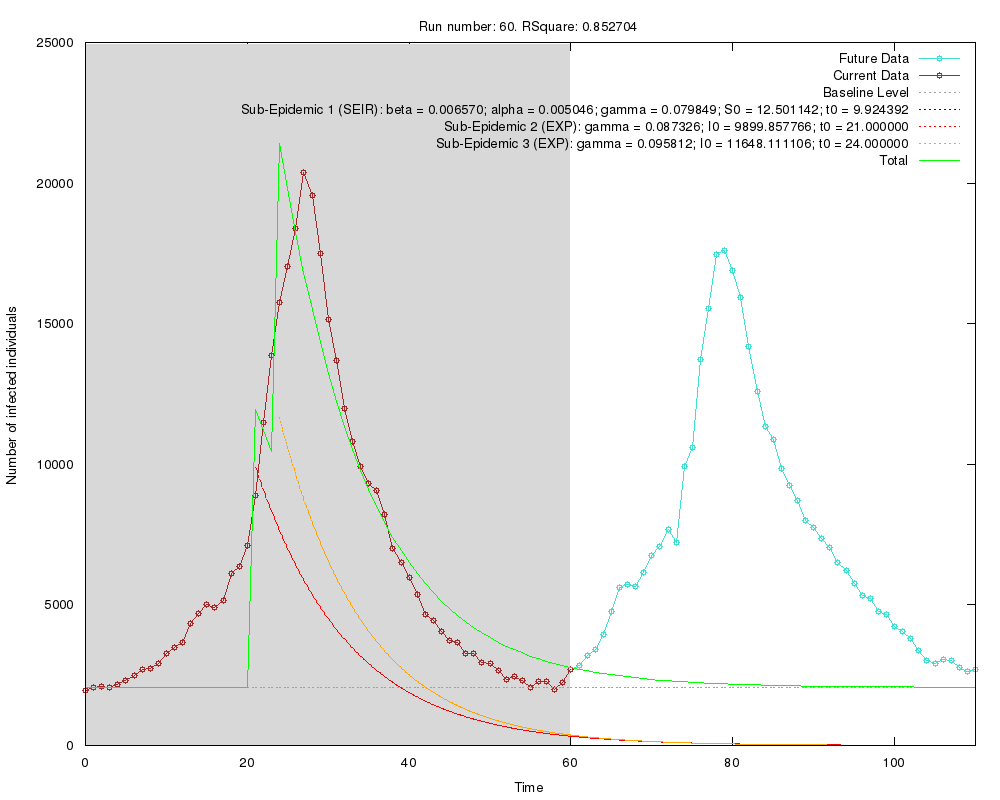 Run number: 60. RSquare: 0.852704
25000
20000
15000
10000
5000
0
Number of infected individuals
Future Data
Current Data
Baseline Level
Sub-Epidemic 1 (SEIR): beta = 0.006570; alpha = 0.005046; gamma = 0.079849; S0 = 12.501142; t0 = 9.924392
Sub-Epidemic 2 (EXP): gamma = 0.087326; I0 = 9899.857766; t0 = 21.000000
Sub-Epidemic 3 (EXP): gamma = 0.095812; I0 = 11648.111106; t0 = 24.000000
Total
0 20 40 60 80 100
Time